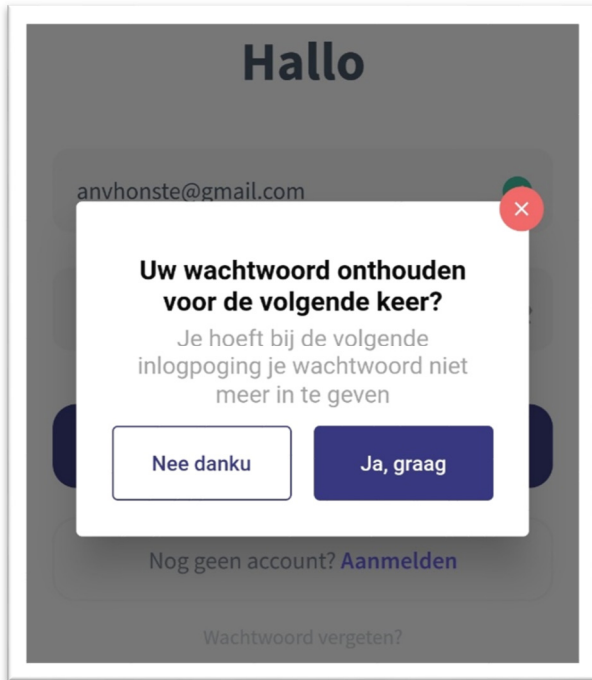 Hallo
anvhonste@gmail.com
Uw wachtwoord onthouden
voor de volgende keer?
Je hoeft bij de volgende
inlogpoging je wachtwoord niet
meer in te geven
Nee danku
Ja, graag
Nog geen account? Aanmelden
Wachtwoord vergeten?